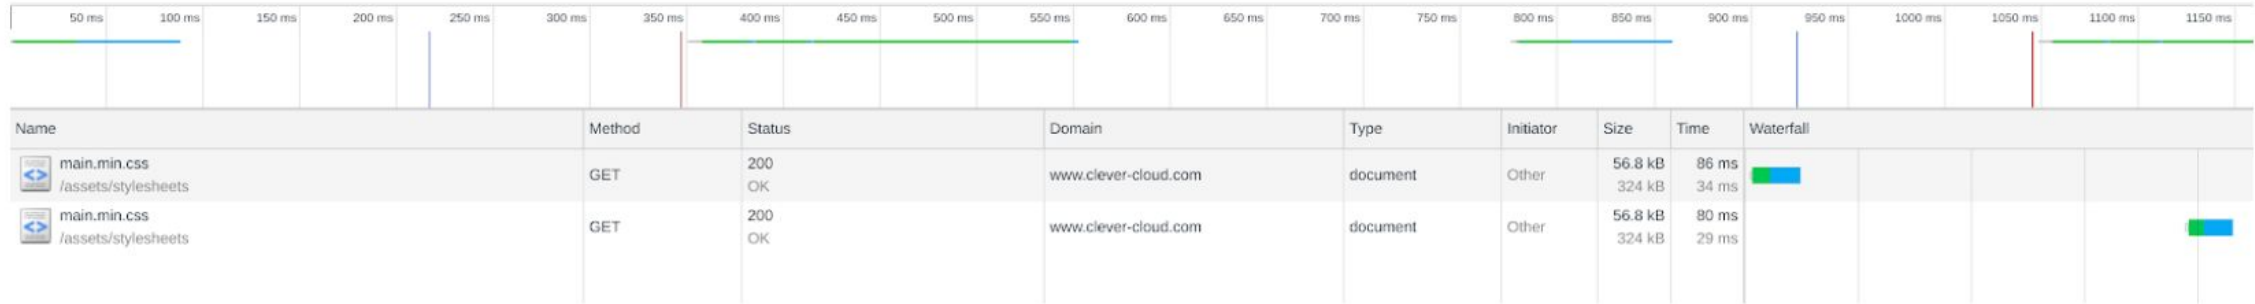 50 ms 100 ms 150 ms 200 ms 250 ms 300 ms 350 ms 400 ms 450 ms 500 ms 550 ms 600 ms 650 ms 700 ms 750 ms 800 ms 850 ms 900 ms 950 ms 1000 ms 1050 ms 1100 ms 1150 ms
Name Method Status Domain Type Initiator Size Time Waterfall
main.min.css 200 56.8 kB 86 ms
GET www.clever-cloud.com document Other
/assets/stylesheets OK 324 kB 34 ms
main.min.css 200 56.8 kB 80 ms
GET www.clever-cloud.com document Other
/assets/stylesheets OK 324 kB 29 ms